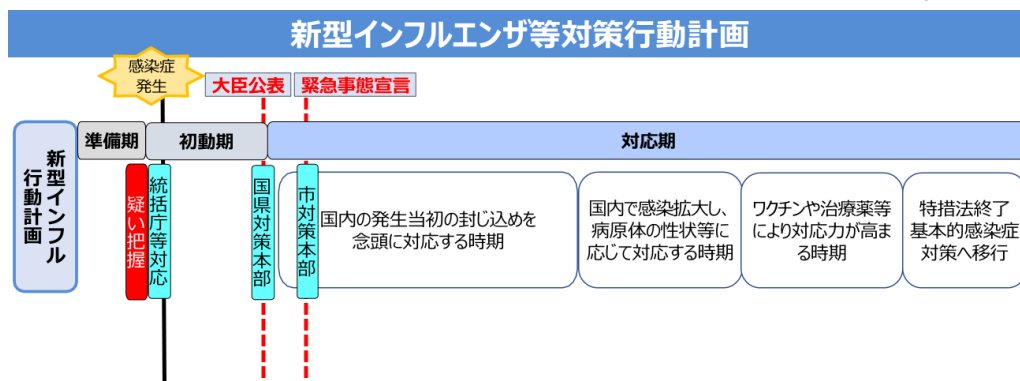 新型インフルエンザ等対策行動計画
感染症
発生
大臣公表
緊急事態宣言
準備期
初動期
対応期
新型インフル
行動計画
疑い把握
統括庁等対応
国県対策本部
市対策本部
国内の発生当初の封じ込めを
念頭に対応する時期
国内で感染拡大し、
病原体の性状等に
応じて対応する時期
ワクチンや治療薬等
により対応力が高ま
る時期
特措法終了
基本的感染症
対策へ移行